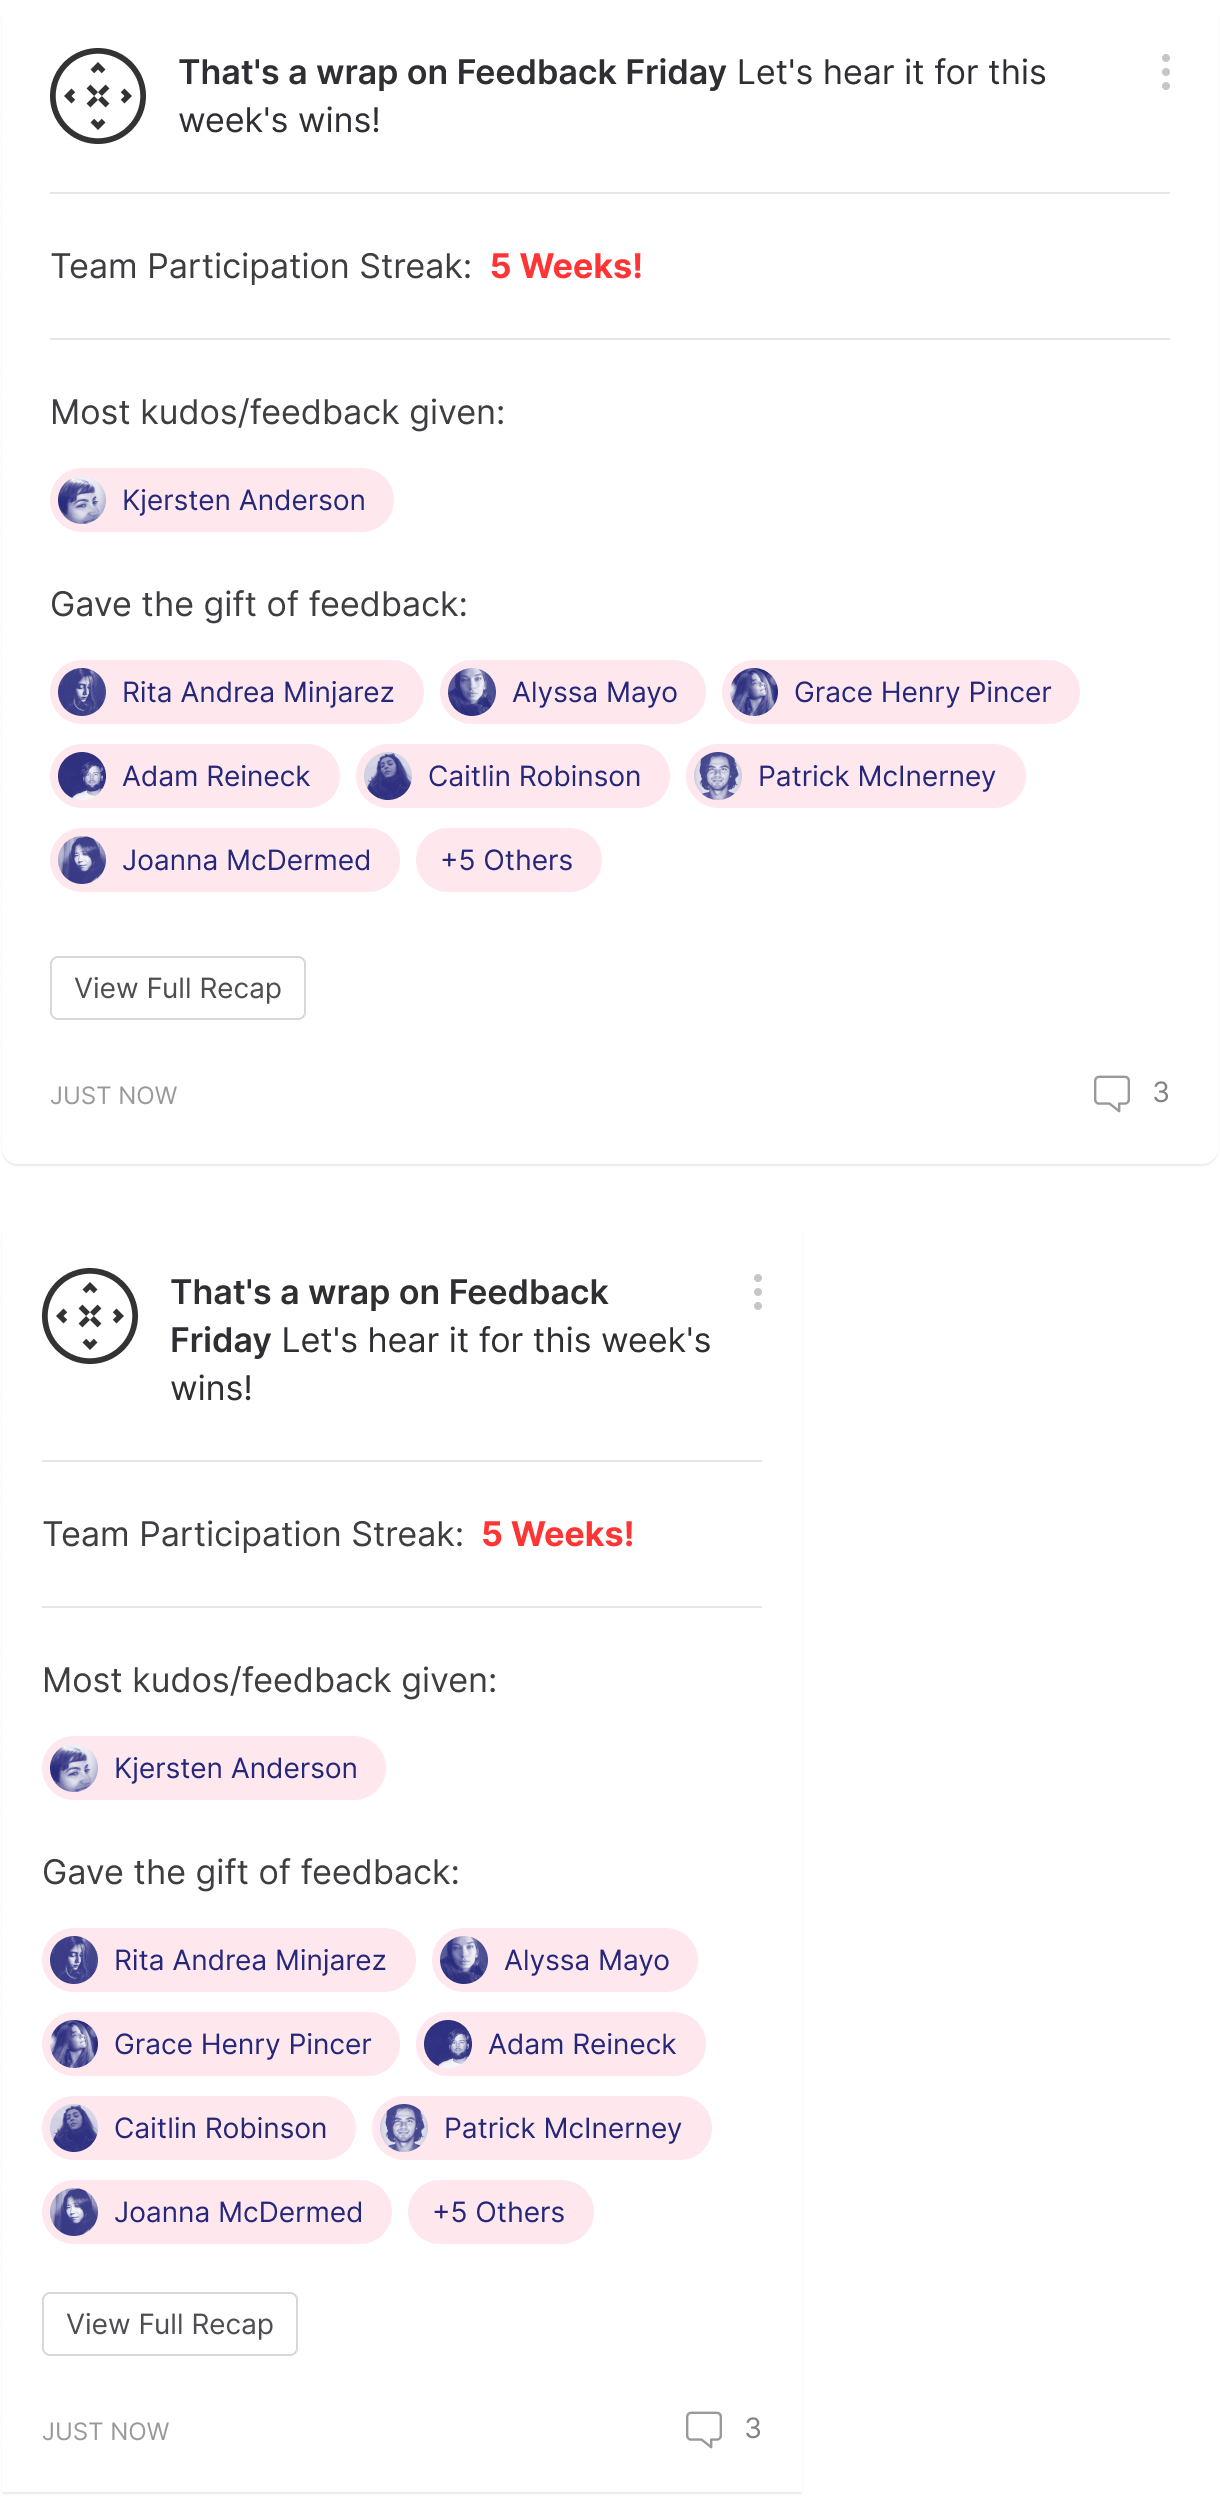 That's a wrap on Feedback Friday Let's hear it for this
week's wins!
Team Participation Streak: 5 Weeks!
Most kudos/feedback given:
Kjersten Anderson
Gave the gift of feedback:
Rita Andrea Minjarez Alyssa Mayo Grace Henry Pincer
Adam Reineck Caitlin Robinson Patrick McInerney
Joanna McDermed +5 Others
View Full Recap
JUST NOW 3
That's a wrap on Feedback
Friday Let's hear it for this week's
wins!
Team Participation Streak: 5 Weeks!
Most kudos/feedback given:
Kjersten Anderson
Gave the gift of feedback:
Rita Andrea Minjarez Alyssa Mayo
Grace Henry Pincer Adam Reineck
Caitlin Robinson Patrick McInerney
Joanna McDermed +5 Others
View Full Recap
JUST NOW 3